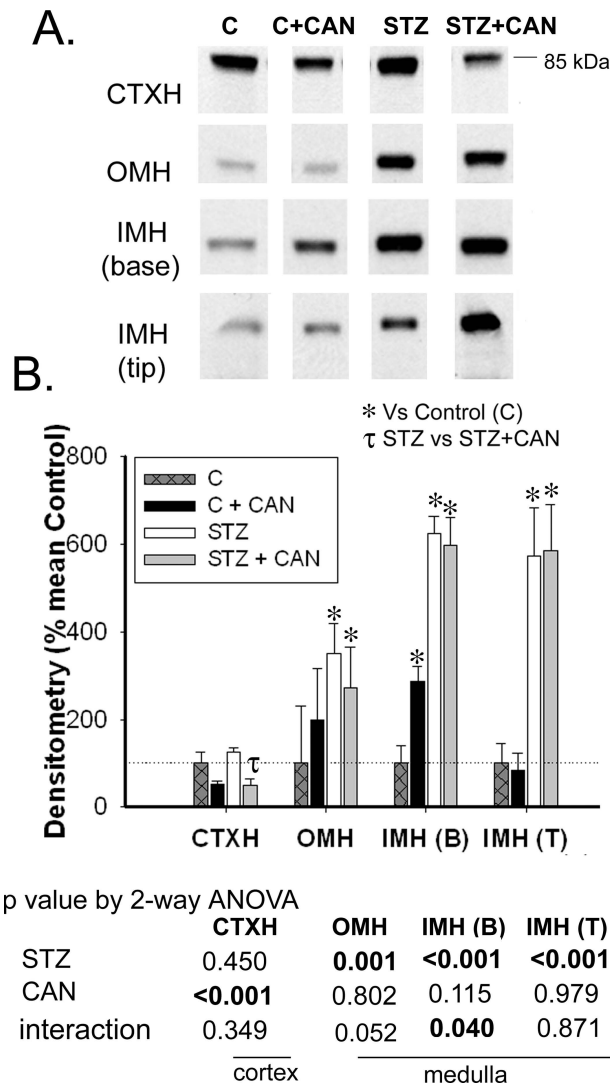 A.
C C+CAN STZ STZ+CAN
85 kDa
CTXH
OMH
IMH
(base)
IMH
(tip)
B.
* Vs Control (C)
τ STZ vs STZ+CAN
Densitometry (% mean Control)
800
600
400
200
0
C
C + CAN
STZ
STZ + CAN
* * * * * * *
τ
CTXH OMH IMH (B) IMH (T)
p value by 2-way ANOVA
CTXH OMH IMH (B) IMH (T)
STZ 0.450 0.001 <0.001 <0.001
CAN <0.001 0.802 0.115 0.979
interaction 0.349 0.052 0.040 0.871
cortex medulla